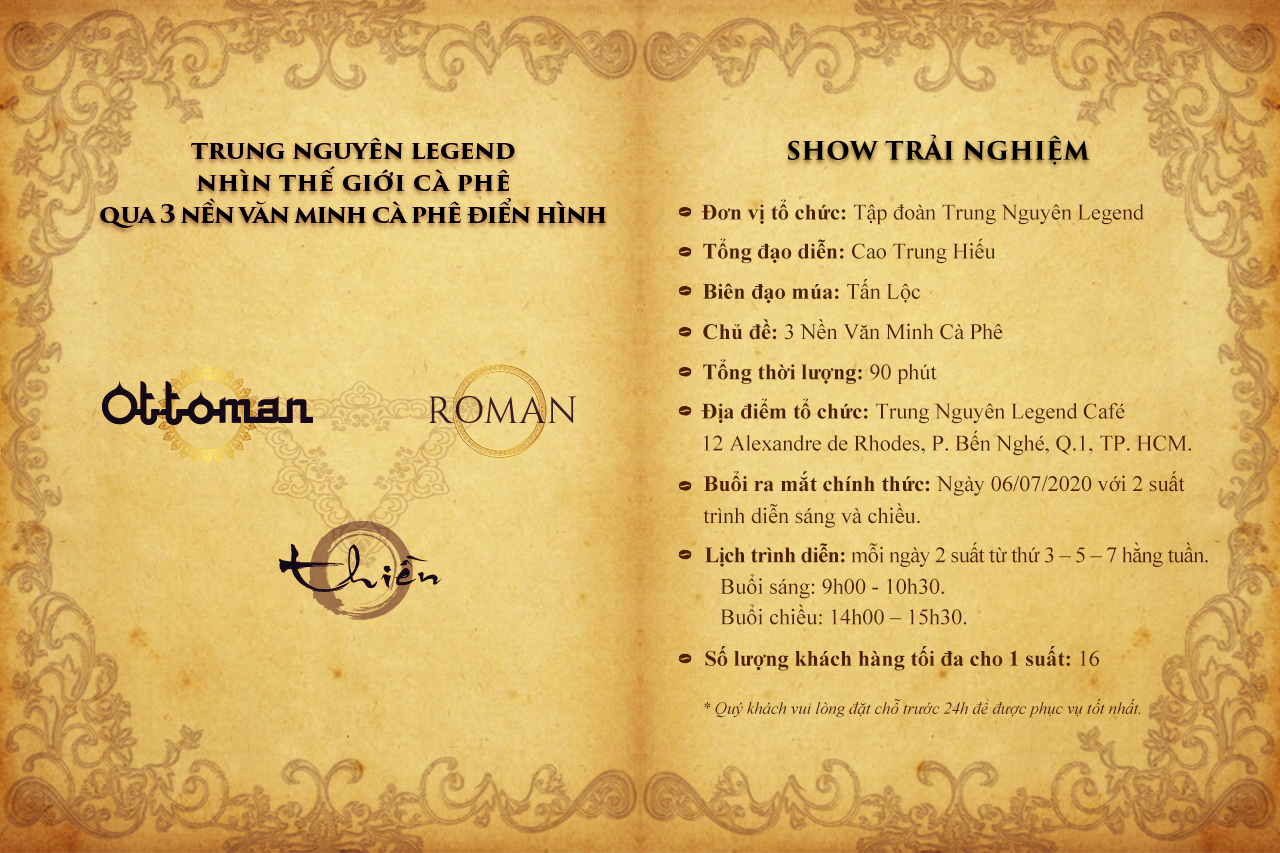 TRUNG NGUYÊN LEGEND
NHÌN THẾ GIỚI CÀ PHÊ
QUA 3 NỀN VĂN MINH CÀ PHÊ ĐIỂN HÌNH
Ottoman
ROMAN
Thiền
SHOW TRẢI NGHIỆM
Đơn vị tổ chức: Tập đoàn Trung Nguyên Legend
Tổng đạo diễn: Cao Trung Hiếu
Biên đạo múa: Tấn Lộc
Chủ đề: 3 Nền Văn Minh Cà Phê
Tổng thời lượng: 90 phút
Địa điểm tổ chức: Trung Nguyên Legend Café
12 Alexandre de Rhodes, P. Bến Nghé, Q.1, TP. HCM.
Buổi ra mắt chính thức: Ngày 06/07/2020 với 2 suất
trình diễn sáng và chiều.
Lịch trình diễn: mỗi ngày 2 suất từ thứ 3 – 5 – 7 hằng tuần.
Buổi sáng: 9h00 - 10h30.
Buổi chiều: 14h00 – 15h30.
Số lượng khách hàng tối đa cho 1 suất: 16
* Quý khách vui lòng đặt chỗ trước 24h để được phục vụ tốt nhất.